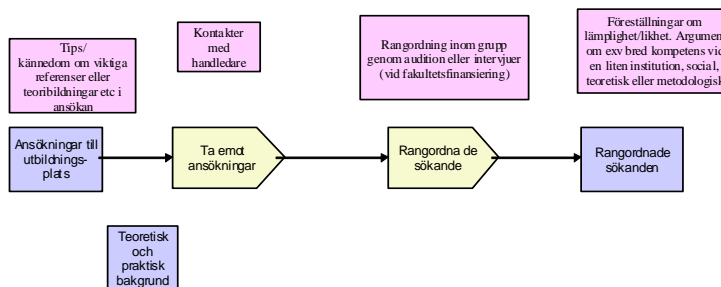 Tips/
kännedom om viktiga
referenser eller
teoribildningar etc i
ansökan
Kontakter
med
handledare
Rangordning inom grupp
genom audition eller intervjuer
(vid fakultetsfinansiering)
Föreställningar om
lämplighet/likhet. Argument
om exv bred kompetens vid
en liten institution, social,
teoretisk eller metodologisk
Ansökningar till
utbildnings-
plats
Ta emot
ansökningar
Rangordna de
sökande
Rangordnade
sökanden
Teoretisk
och
praktisk
bakgrund